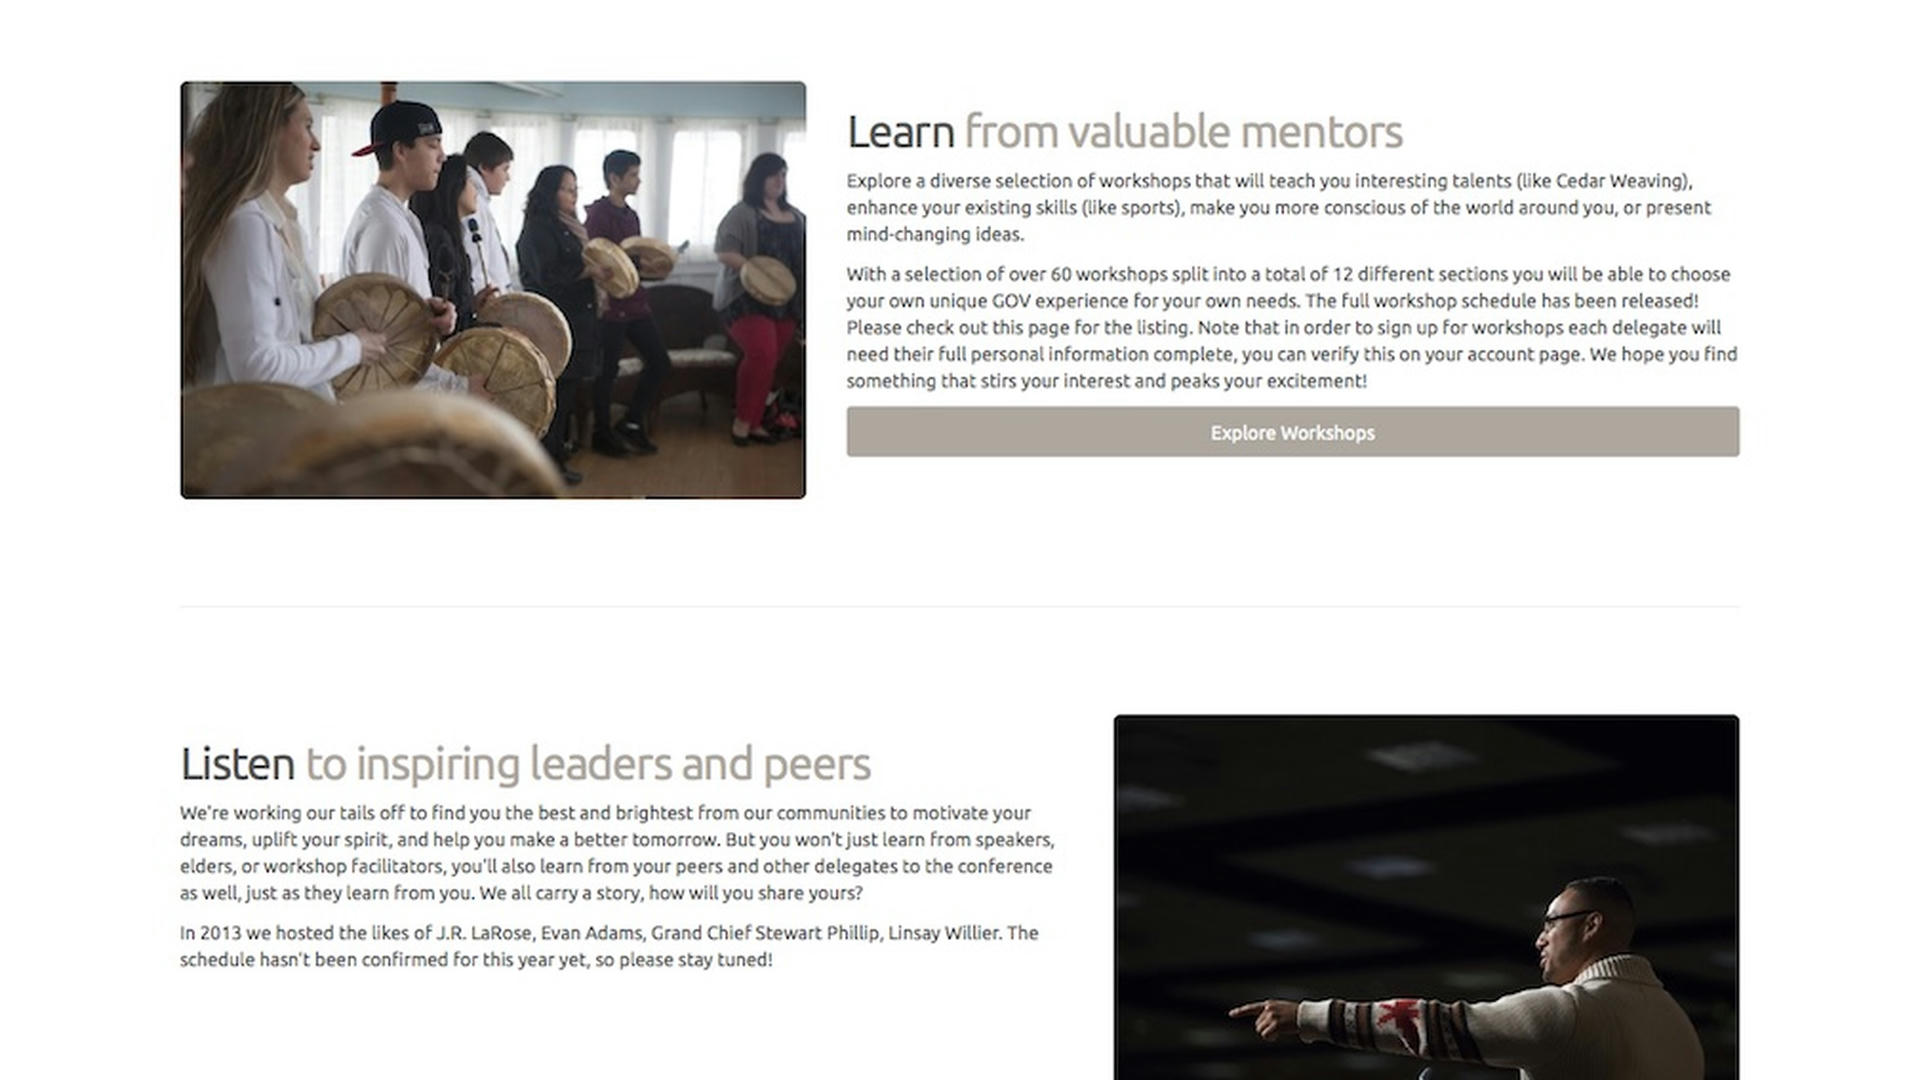 Learn from valuable mentors
Explore a diverse selection of workshops that will teach you interesting talents (like Cedar Weaving),
enhance your existing skills (like sports), make you more conscious of the world around you, or present
mind-changing ideas.
With a selection of over 60 workshops split into a total of 12 different sections you will be able to choose
your own unique GOV experience for your own needs. The full workshop schedule has been released!
Please check out this page for the listing. Note that in order to sign up for workshops each delegate will
need their full personal information complete, you can verify this on your account page. We hope you find
something that stirs your interest and peaks your excitement!
Explore Workshops
Listen to inspiring leaders and peers
We're working our tails off to find you the best and brightest from our communities to motivate your
dreams, uplift your spirit, and help you make a better tomorrow. But you won't just learn from speakers,
elders, or workshop facilitators, you'll also learn from your peers and other delegates to the conference
as well, just as they learn from you. We all carry a story, how will you share yours?
In 2013 we hosted the likes of J.R. LaRose, Evan Adams, Grand Chief Stewart Phillip, Linsay Willier. The
schedule hasn't been confirmed for this year yet, so please stay tuned!